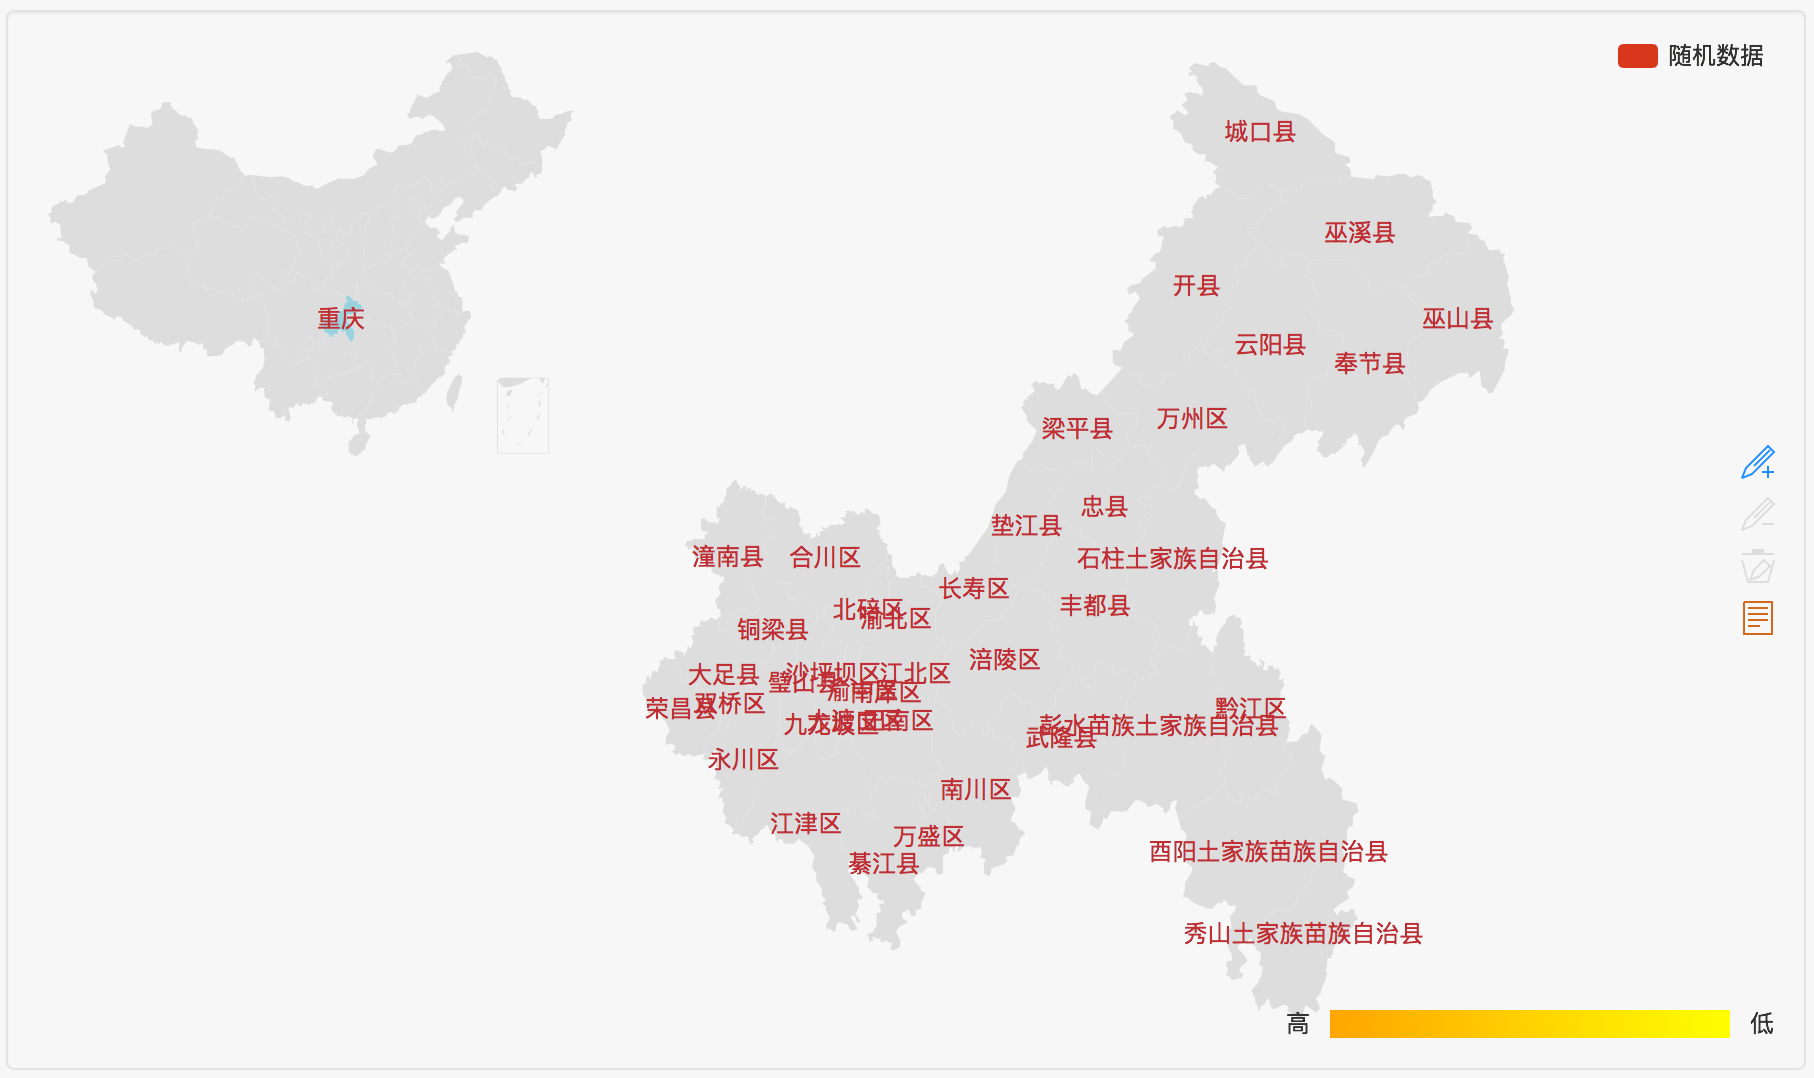 随机数据
城口县
巫溪县
开县
重庆
巫山县
云阳县
奉节县
万州区
梁平县
忠县
垫江县
潼南县
合川区
石柱土家族自治县
长寿区
丰都县
北碚区
渝北区
铜梁县
涪陵区
大足县
沙坪坝区
江北区
璧山县
渝中区
南岸区
荣昌县
双桥区
黔江区
九龙坡区
大渡口区
巴南区
彭水苗族土家族自治县
武隆县
永川区
南川区
江津区
万盛区
綦江县
酉阳土家族苗族自治县
秀山土家族苗族自治县
高
低